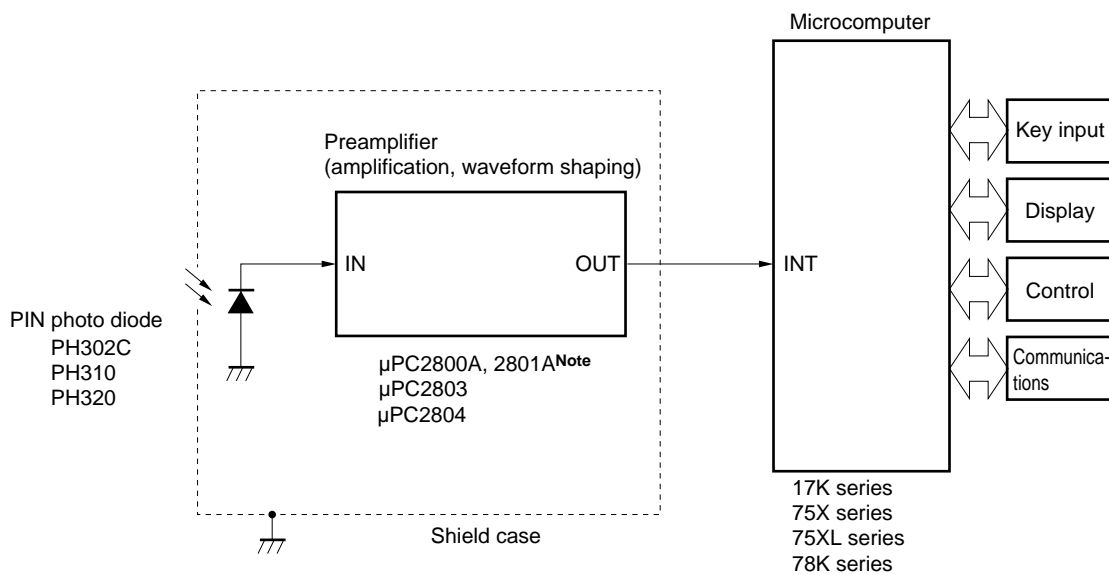 Microcomputer
Preamplifier
(amplification, waveform shaping)
IN
OUT
INT
Key input
Display
Control
Communica-
tions
PIN photo diode
PH302C
PH310
PH320
µPC2800A, 2801ANote
µPC2803
µPC2804
Shield case
17K series
75X series
75XL series
78K series